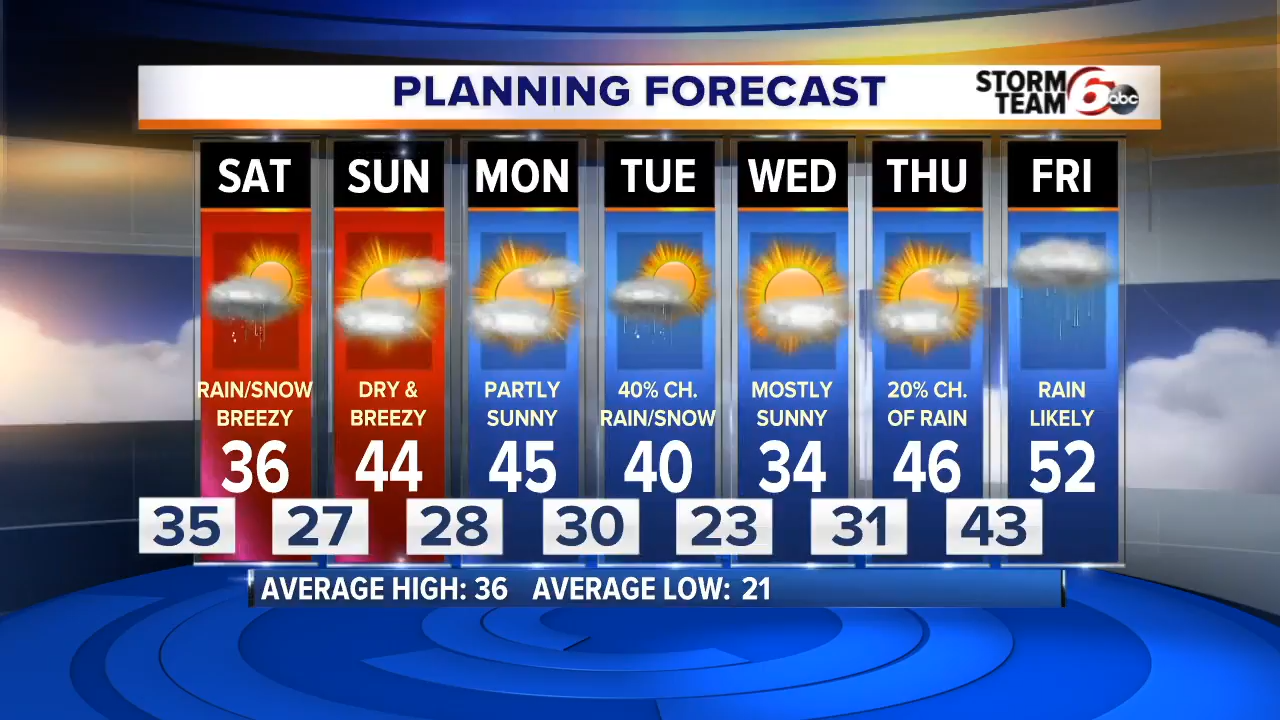 PLANNING FORECAST
STORM
TEAM
6
abc
SAT SUN MON TUE WED THU FRI
RAIN/SNOW DRY & PARTLY 40% CH. MOSTLY 20% CH. RAIN
BREEZY BREEZY SUNNY RAIN/SNOW SUNNY OF RAIN LIKELY
36 44 45 40 34 46 52
35 27 28 30 23 31 43
AVERAGE HIGH: 36 AVERAGE LOW: 21